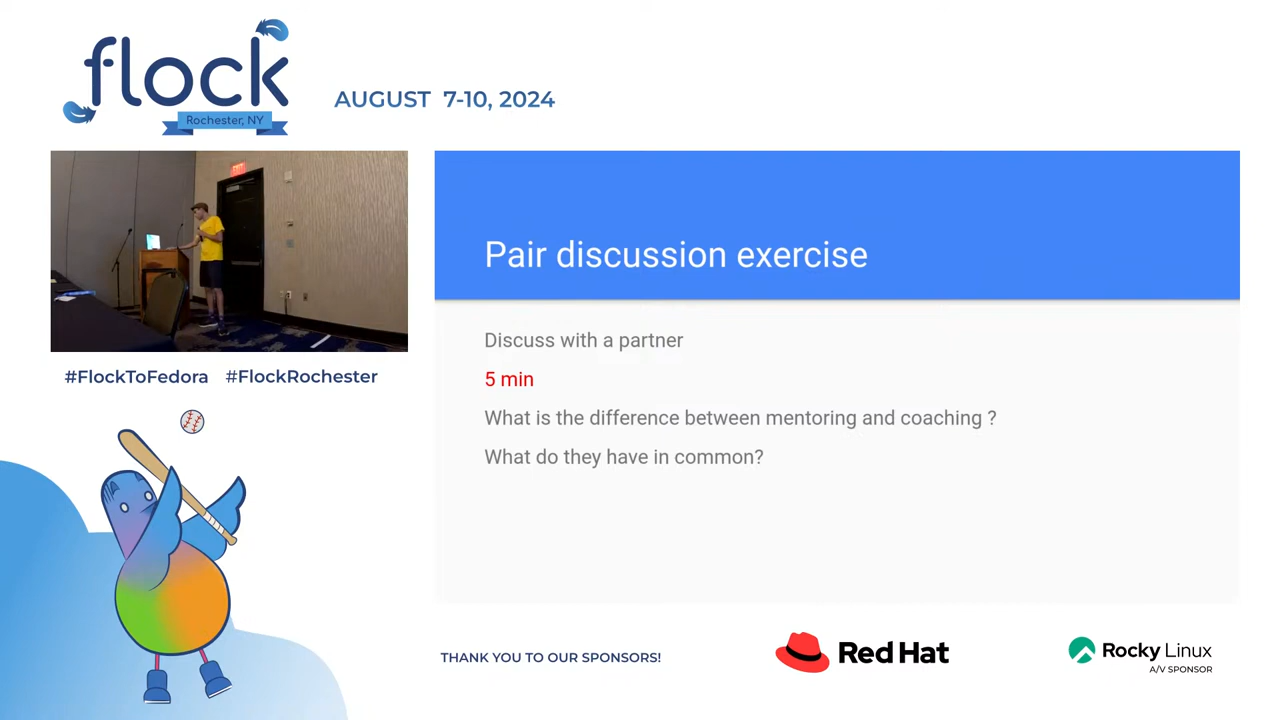 flock
Rochester, NY
AUGUST 7-10, 2024
EXIT
Pair discussion exercise
Discuss with a partner
5 min
What is the difference between mentoring and coaching ?
What do they have in common?
#FlockToFedora #FlockRochester
THANK YOU TO OUR SPONSORS!
Red Hat
Rocky Linux
A/V SPONSOR